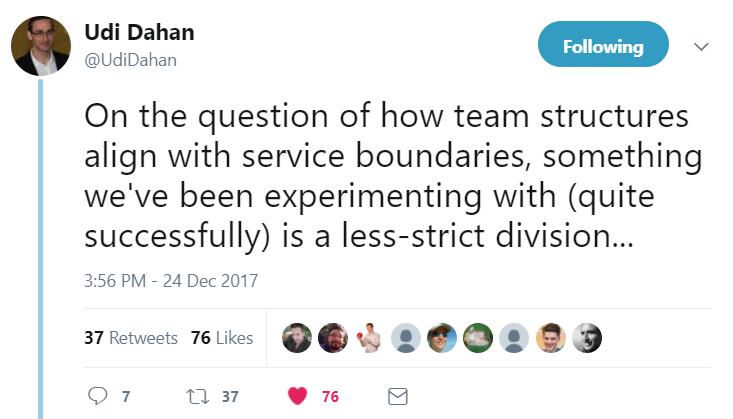 Udi Dahan
@UdiDahan
Following
On the question of how team structures
align with service boundaries, something
we've been experimenting with (quite
successfully) is a less-strict division...
3:56 PM - 24 Dec 2017
37 Retweets 76 Likes
7 37 76